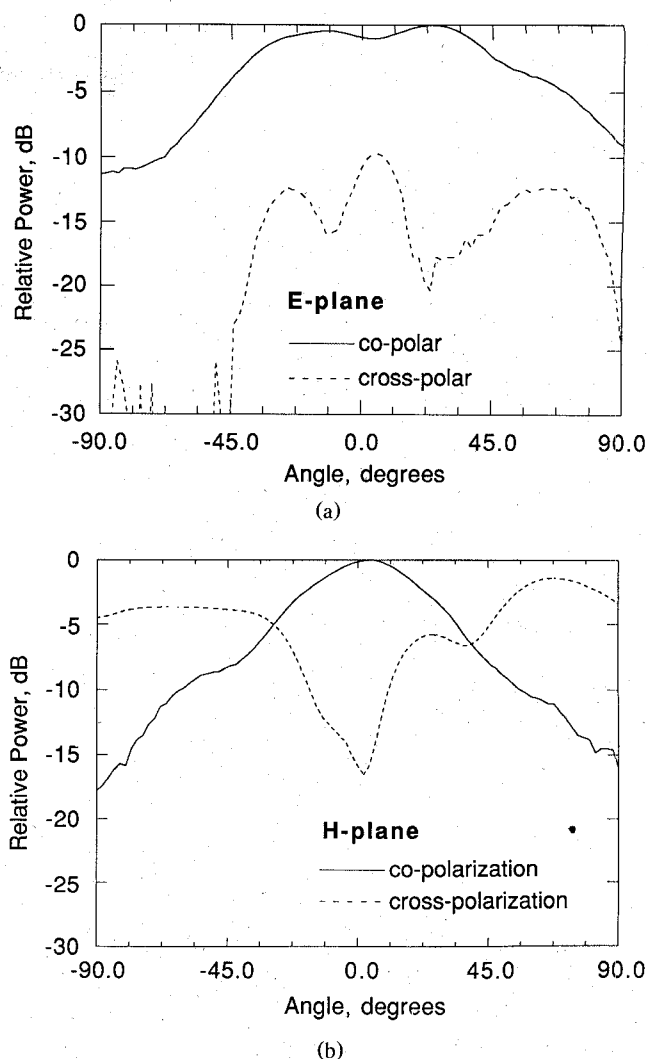 0
-5
-10
-15
-20
-25
-30
Relative Power, dB
E-plane
co-polar
cross-polar
-90.0 -45.0 0.0 45.0 90.0
Angle, degrees
(a)
0
-5
-10
-15
-20
-25
-30
Relative Power, dB
H-plane
co-polarization
cross-polarization
-90.0 -45.0 0.0 45.0 90.0
Angle, degrees
(b)